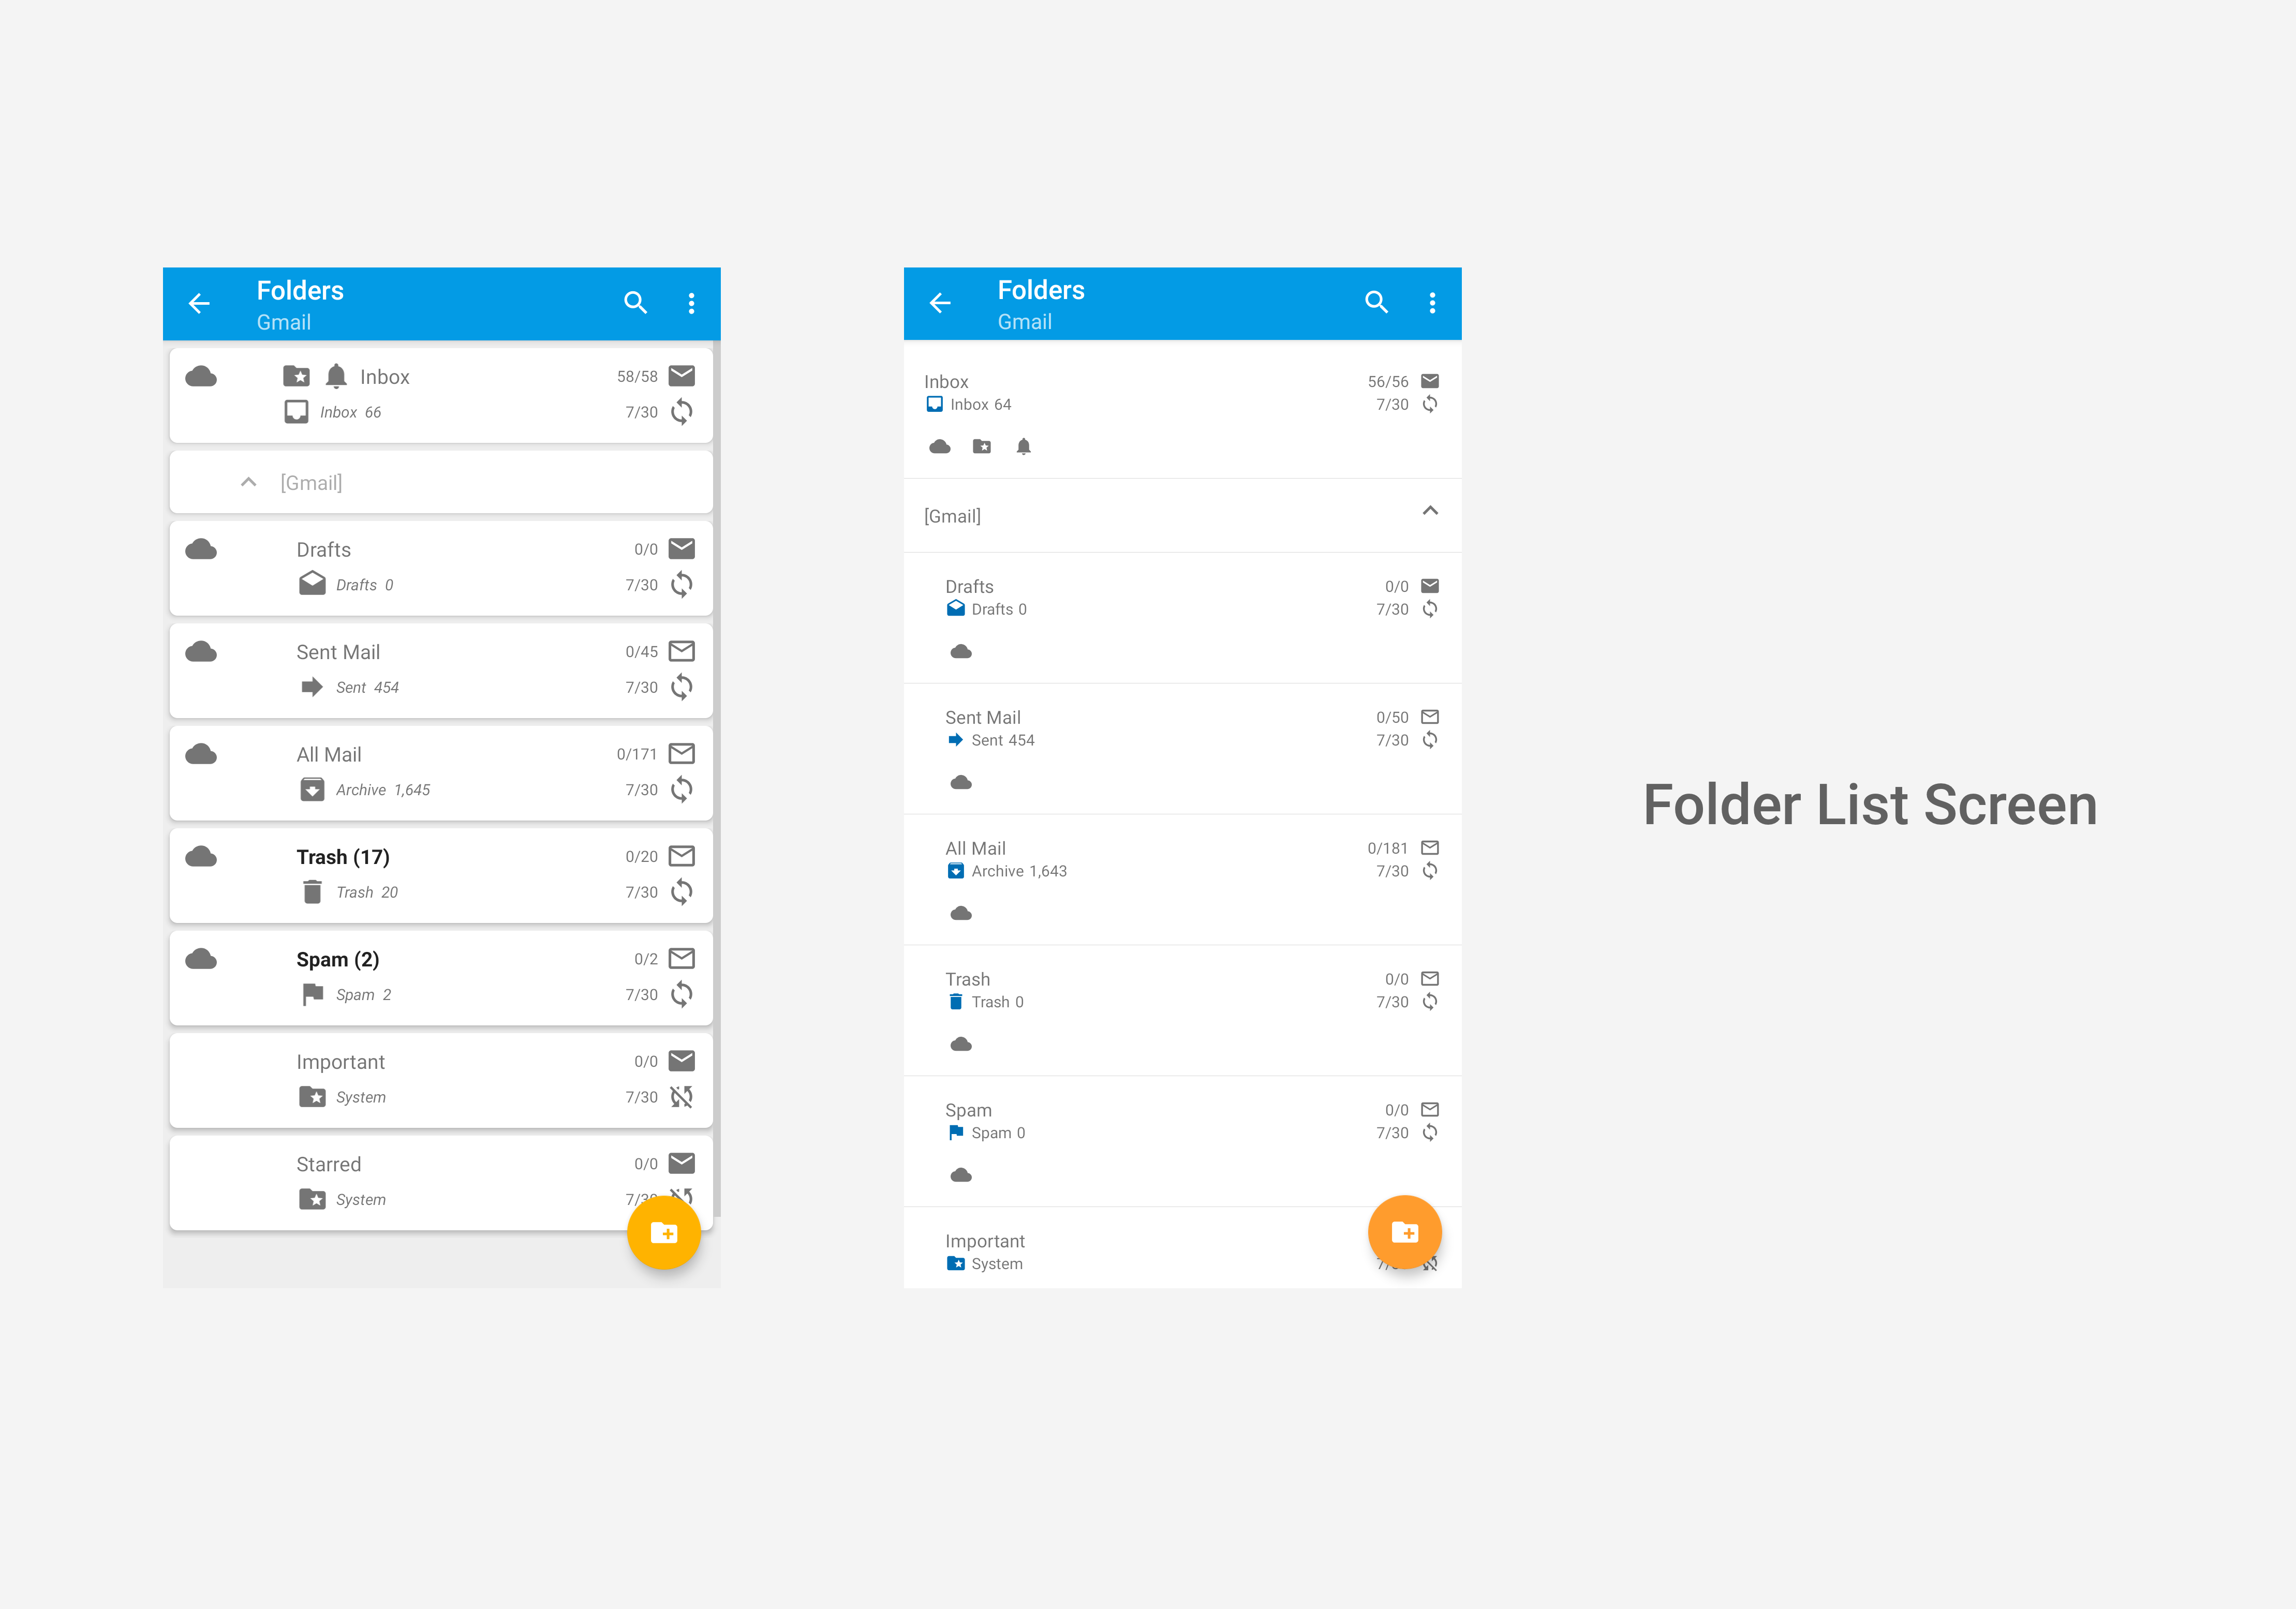 Folders
Gmail
Inbox 58/58
Inbox 66 7/30
[Gmail]
Drafts 0/0
Drafts 0 7/30
Sent Mail 0/45
Sent 454 7/30
All Mail 0/171
Archive 1,645 7/30
Trash (17) 0/20
Trash 20 7/30
Spam (2) 0/2
Spam 2 7/30
Important 0/0
System 7/30
Starred 0/0
System
Folders
Gmail
Inbox 56/56
Inbox 64 7/30
[Gmail]
Drafts 0/0
Drafts 0 7/30
Sent Mail 0/50
Sent 454 7/30
All Mail 0/181
Archive 1,643 7/30
Trash 0/0
Trash 0 7/30
Spam 0/0
Spam 0 7/30
Important
System
Folder List Screen